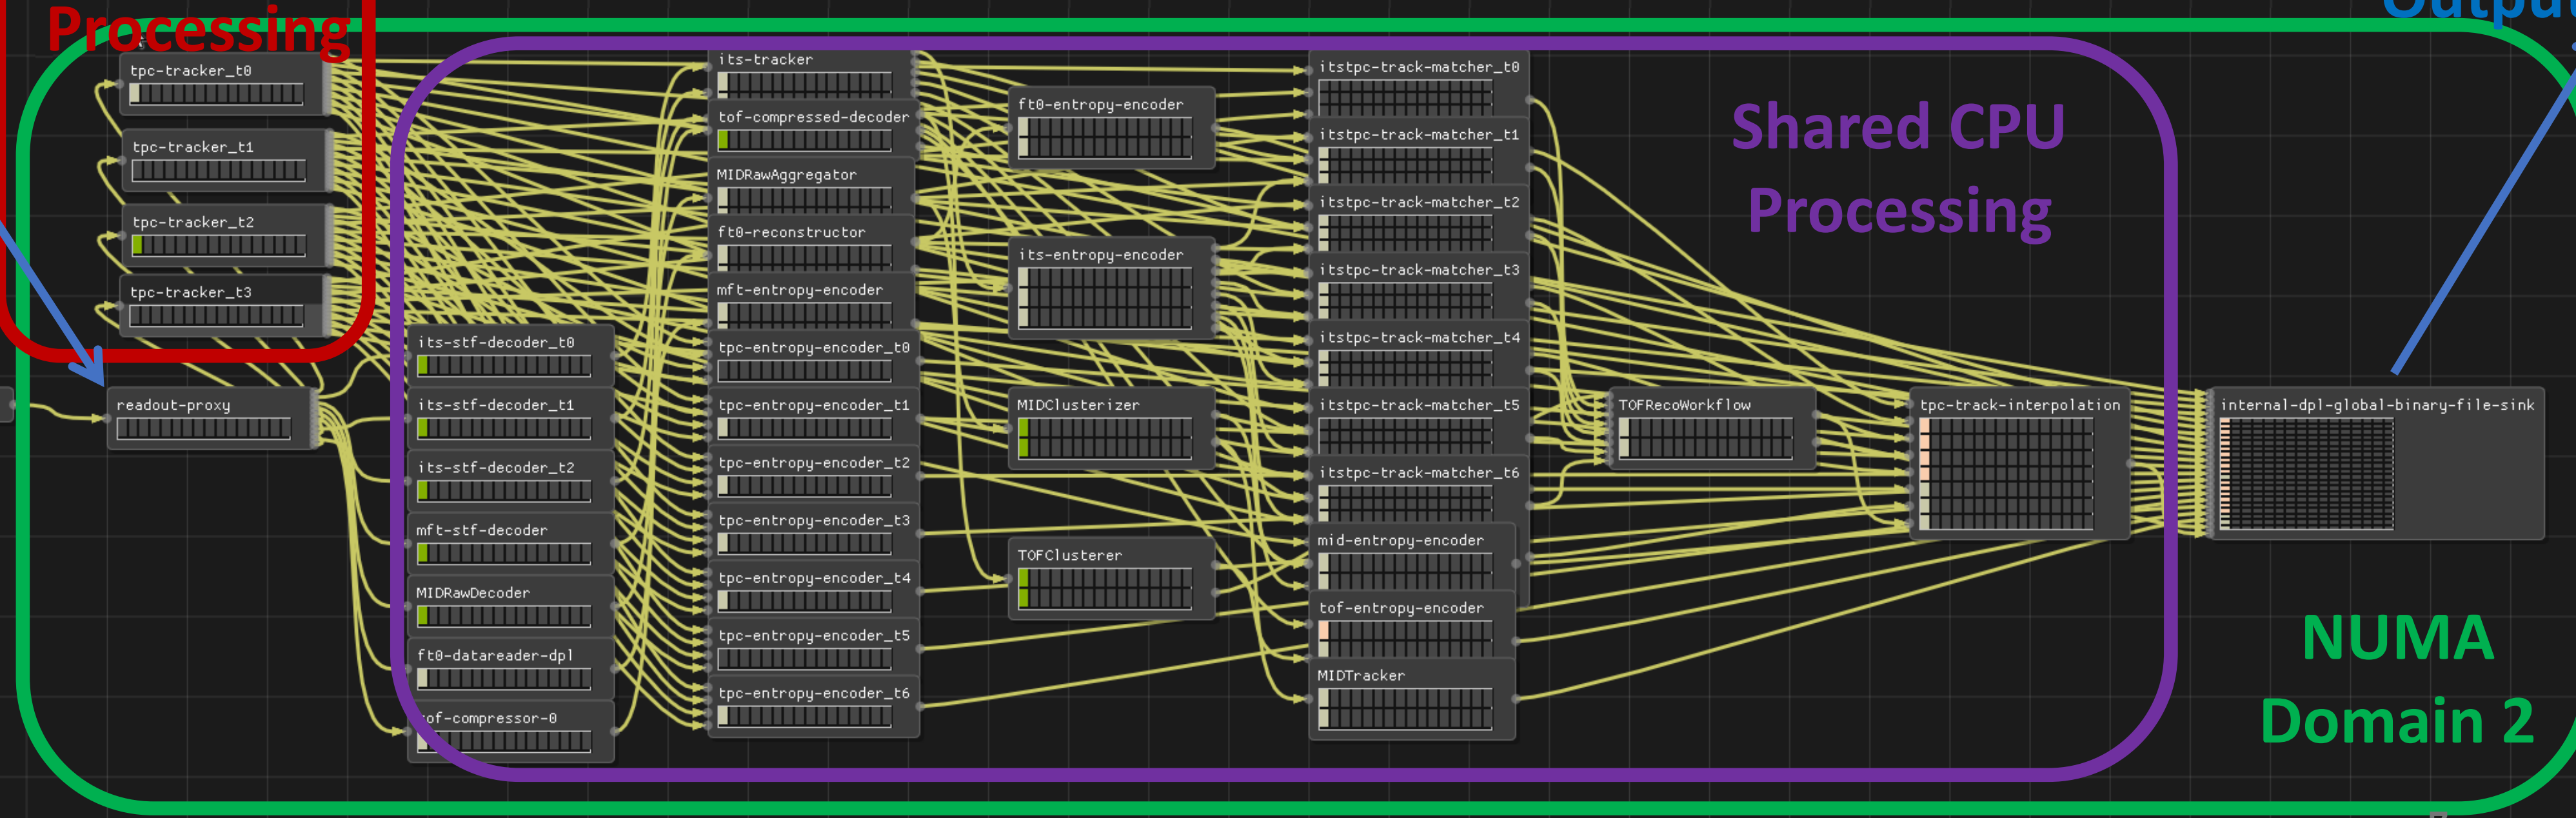 Processing
Output
tpc-tracker_t0
tpc-tracker_t1
tpc-tracker_t2
tpc-tracker_t3
readout-proxy
its-stf-decoder_t0
its-stf-decoder_t1
its-stf-decoder_t2
mft-stf-decoder
MIDRawDecoder
ft0-datareader-dpl
tof-compressor-0
its-tracker
tof-compressed-decoder
MIDRawAggregator
ft0-reconstructor
mft-entropy-encoder
tpc-entropy-encoder_t0
tpc-entropy-encoder_t1
tpc-entropy-encoder_t2
tpc-entropy-encoder_t3
tpc-entropy-encoder_t4
tpc-entropy-encoder_t5
tpc-entropy-encoder_t6
ft0-entropy-encoder
its-entropy-encoder
MIDClusterizer
TOFClusterer
itstpc-track-matcher_t0
itstpc-track-matcher_t1
itstpc-track-matcher_t2
itstpc-track-matcher_t3
itstpc-track-matcher_t4
itstpc-track-matcher_t5
itstpc-track-matcher_t6
mid-entropy-encoder
tof-entropy-encoder
MIDTracker
Shared CPU
Processing
TOFRecoWorkflow
tpc-track-interpolation
internal-dpl-global-binary-file-sink
NUMA
Domain 2